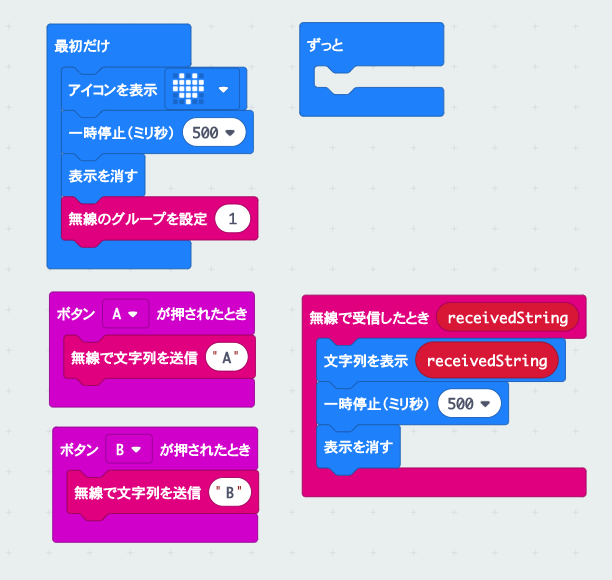 最初だけ
アイコンを表示
一時停止(ミリ秒) 500
表示を消す
無線のグループを設定 1
ずっと
ボタン A が押されたとき
無線で文字列を送信 "A"
ボタン B が押されたとき
無線で文字列を送信 "B"
無線で受信したとき receivedString
文字列を表示 receivedString
一時停止(ミリ秒) 500
表示を消す